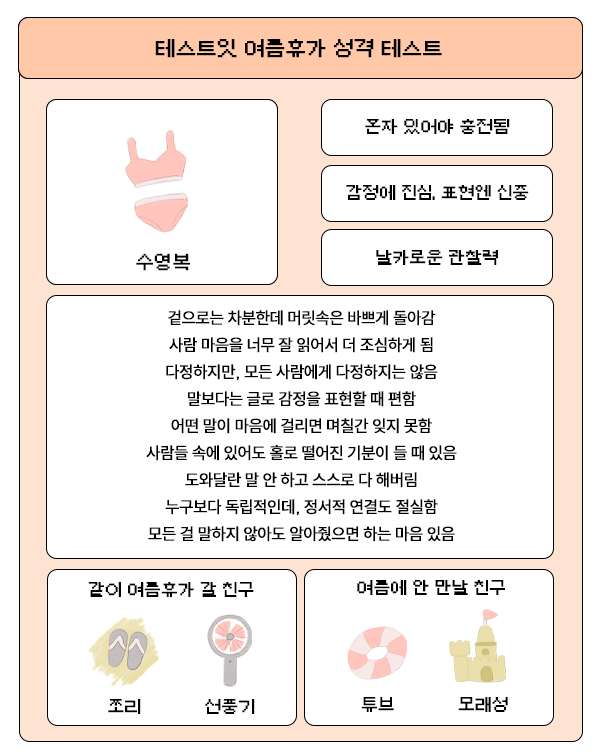 테스트잇 여름휴가 성격 테스트
수영복
혼자 있어야 충전됨
감정에 진심, 표현엔 신중
날카로운 관찰력
겉으로는 차분한데 머릿속은 바쁘게 돌아감
사람 마음을 너무 잘 읽어서 더 조심하게 됨
다정하지만, 모든 사람에게 다정하지는 않음
말보다는 글로 감정을 표현할 때 편함
어떤 말이 마음에 걸리면 며칠간 잊지 못함
사람들 속에 있어도 홀로 떨어진 기분이 들 때 있음
도와달란 말 안 하고 스스로 다 해버림
누구보다 독립적인데, 정서적 연결도 절실함
모든 걸 말하지 않아도 알아줬으면 하는 마음 있음
같이 여름휴가 갈 친구
쪼리
선풍기
여름에 안 만날 친구
튜브
모래성